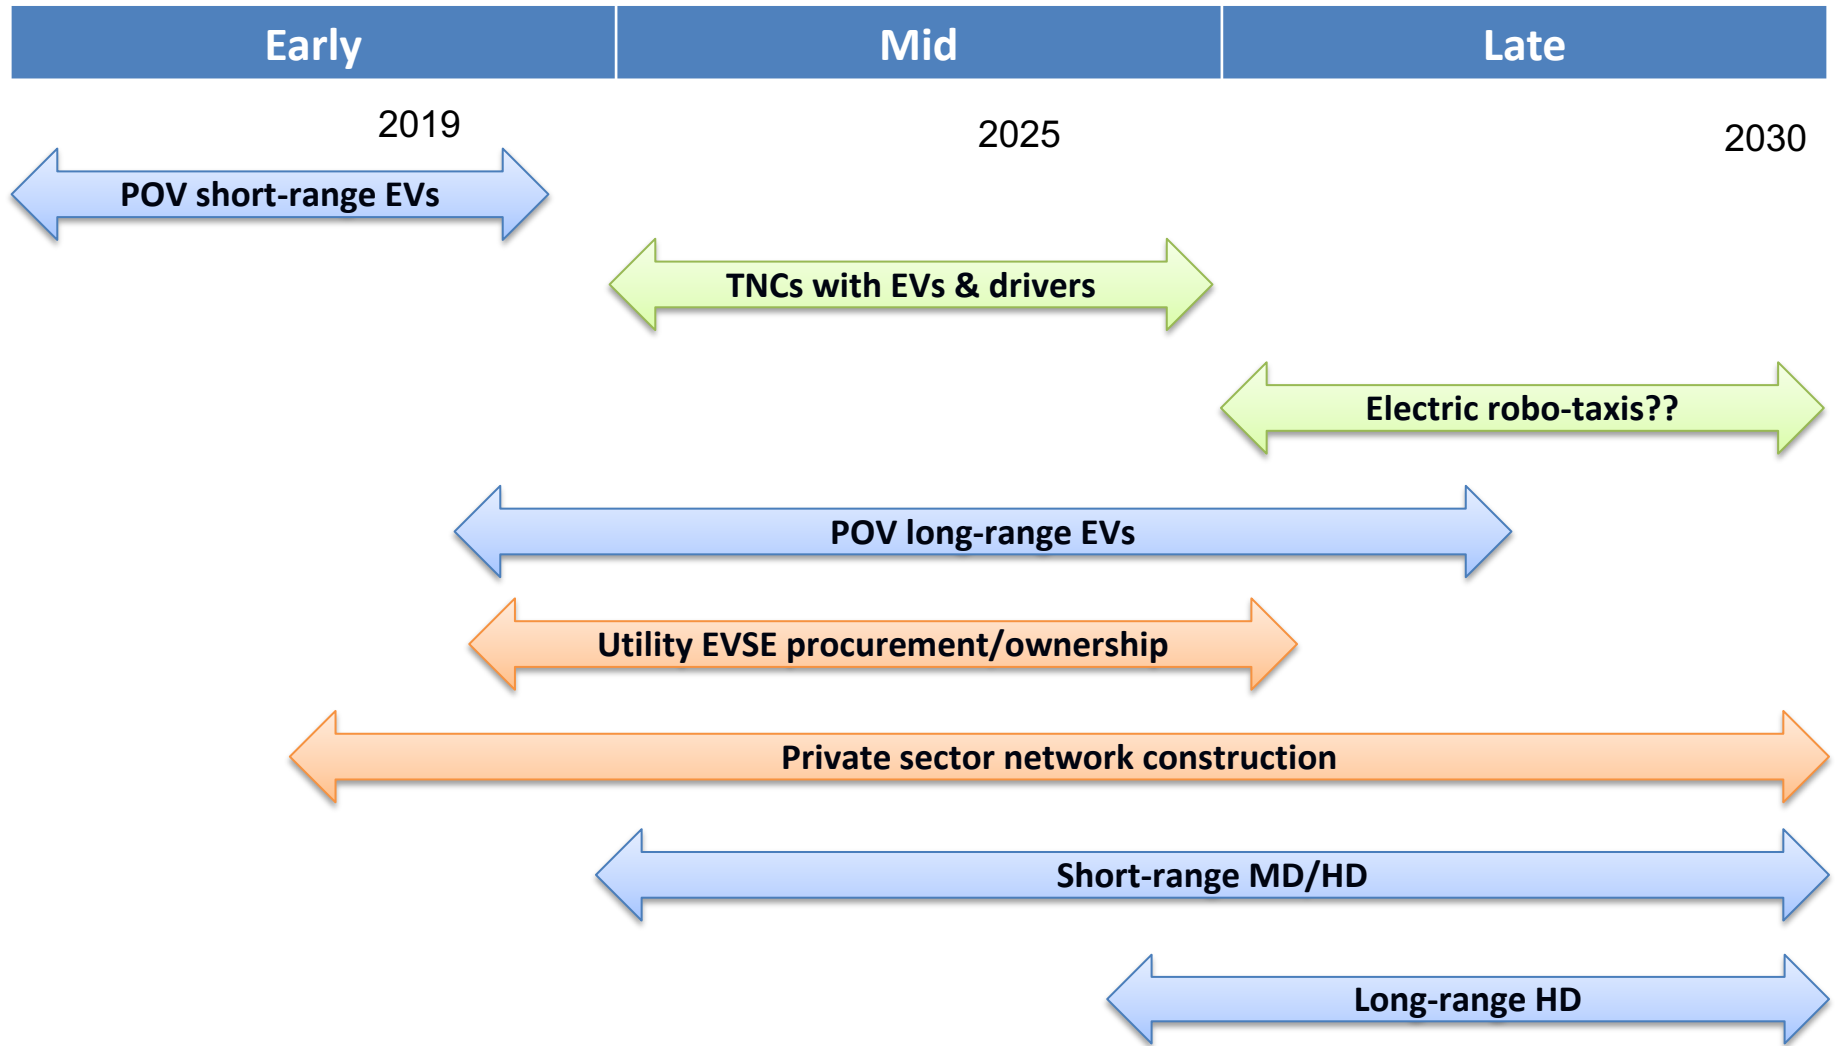 Early
Mid
Late
2019
2025
2030
POV short-range EVs
TNCs with EVs & drivers
Electric robo-taxis??
POV long-range EVs
Utility EVSE procurement/ownership
Private sector network construction
Short-range MD/HD
Long-range HD